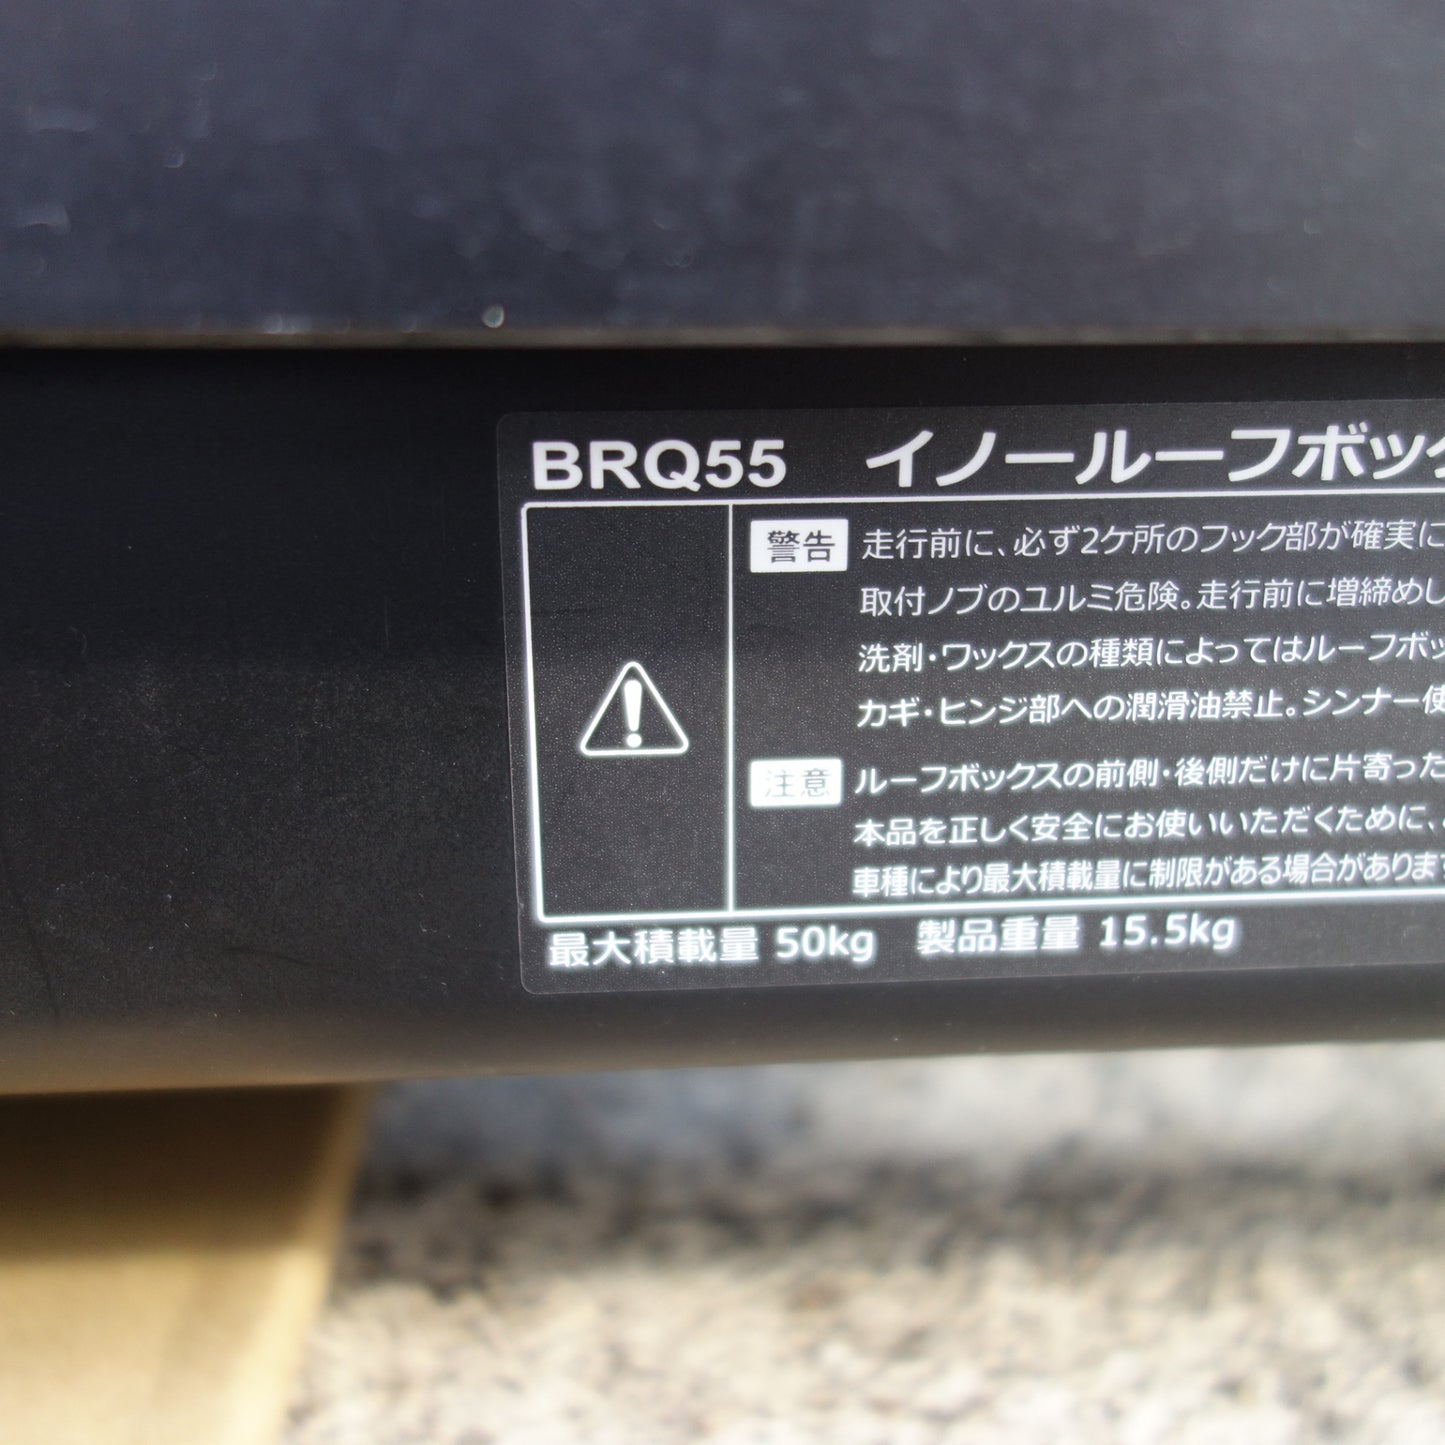 BRQ55 イノールーフボック
警告 走行前に、必ず2ケ所のフック部が確実に
取付ノブのユルミ危険。走行前に増締めし
洗剤・ワックスの種類によってはルーフボッ
カギ・ヒンジ部への潤滑油禁止。シンナー使
注意 ルーフボックスの前側・後側だけに片寄った
本品を正しく安全にお使いいただくために、
車種により最大積載量に制限がある場合がありま
最大積載量 50kg 製品重量 15.5kg